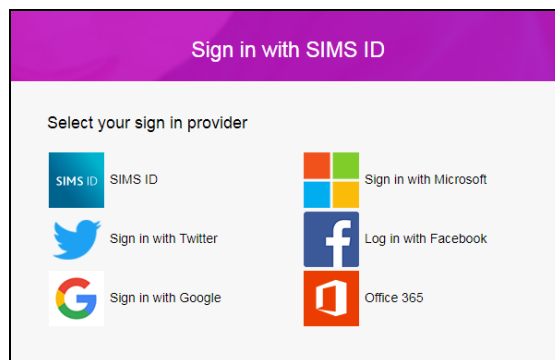 Sign in with SIMS ID
Select your sign in provider
SIMS ID SIMS ID
Sign in with Microsoft
Sign in with Twitter
Log in with Facebook
Sign in with Google
Office 365